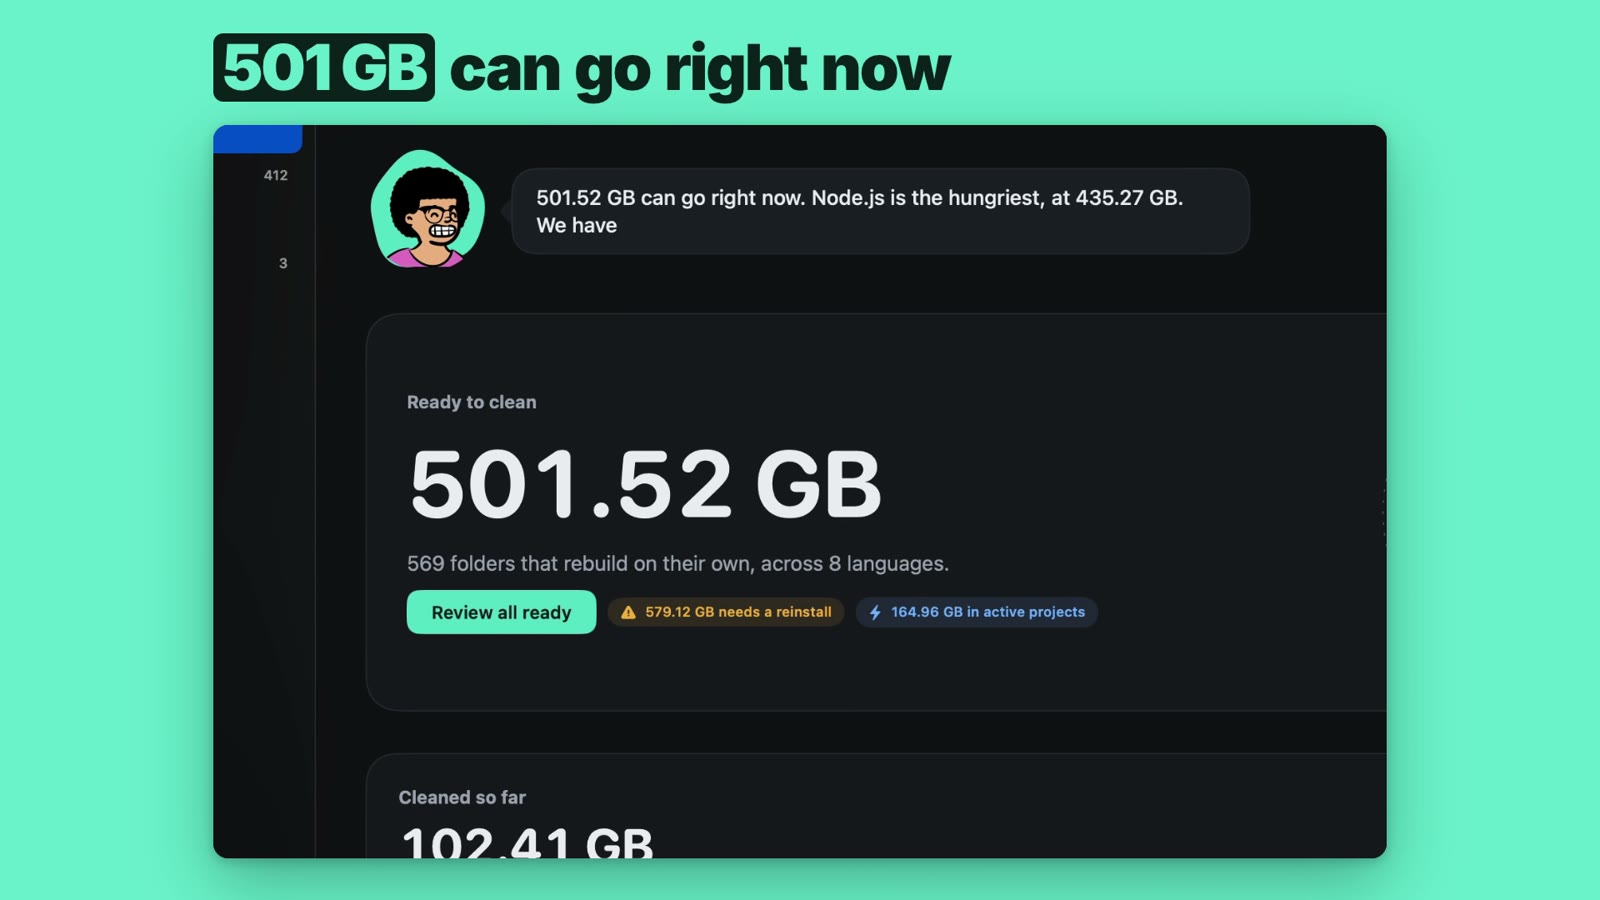 501 GB can go right now
412
3
501.52 GB can go right now. Node.js is the hungriest, at 435.27 GB.
We have
Ready to clean
501.52 GB
569 folders that rebuild on their own, across 8 languages.
Review all ready
579.12 GB needs a reinstall
164.96 GB in active projects
Cleaned so far
102.41 GB